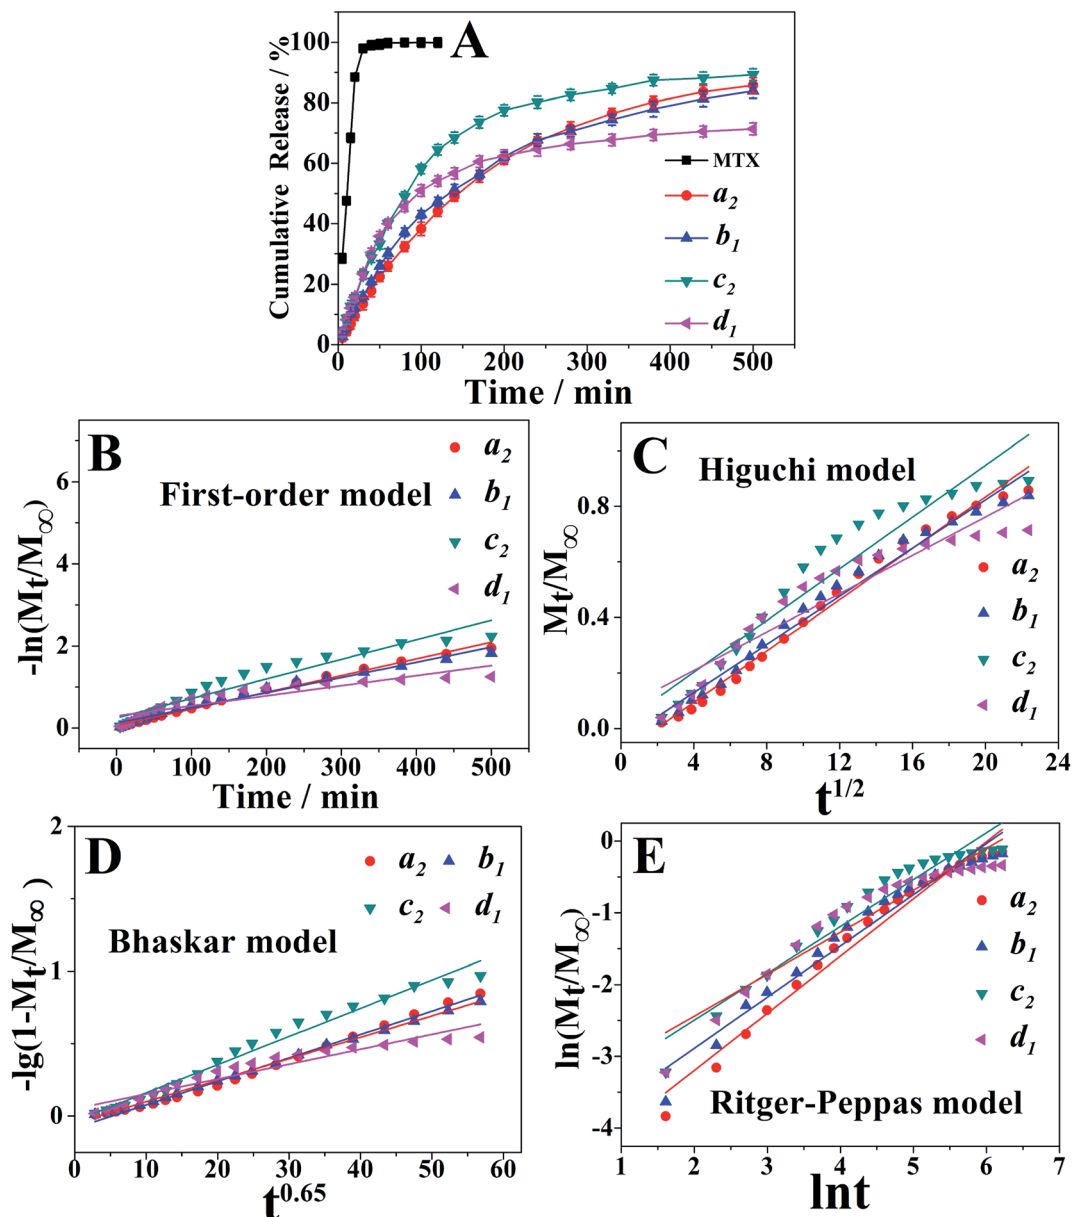 A
Cumulative Release / %
100
80
60
40
20
0
MTX
a2
b1
c2
d1
0 100 200 300 400 500
Time / min
B
First-order model
-ln(Mt/M∞)
6
4
2
0
a2
b1
c2
d1
0 100 200 300 400 500
Time / min
C
Higuchi model
Mt/M∞
0.8
0.4
0.0
a2
b1
c2
d1
0 4 8 12 16 20 24
t1/2
D
Bhaskar model
-lg(1-Mt/M∞)
2
1
0
a2 b1
c2 d1
0 10 20 30 40 50 60
t0.65
E
Ritger-Peppas model
ln(Mt/M∞)
0
-1
-2
-3
-4
a2
b1
c2
d1
1 2 3 4 5 6 7
lnt